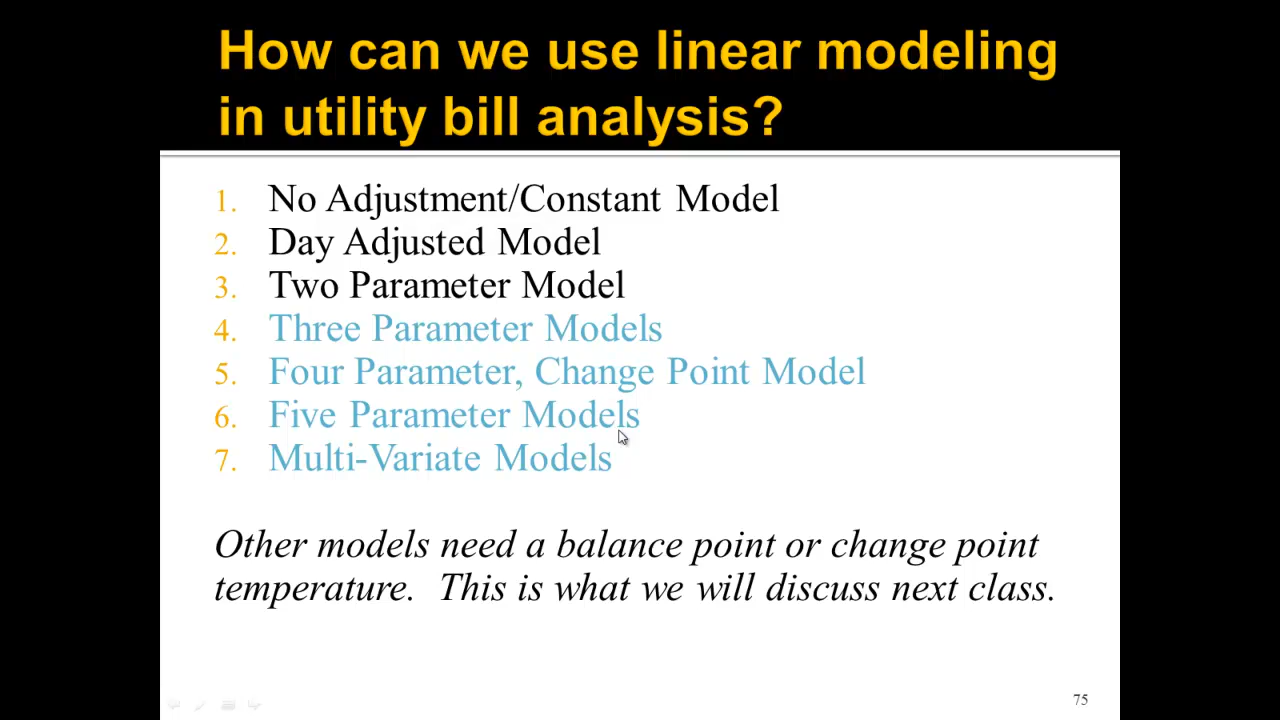 How can we use linear modeling
in utility bill analysis?
1. No Adjustment/Constant Model
2. Day Adjusted Model
3. Two Parameter Model
4. Three Parameter Models
5. Four Parameter, Change Point Model
6. Five Parameter Models
7. Multi-Variate Models
Other models need a balance point or change point
temperature. This is what we will discuss next class.
75